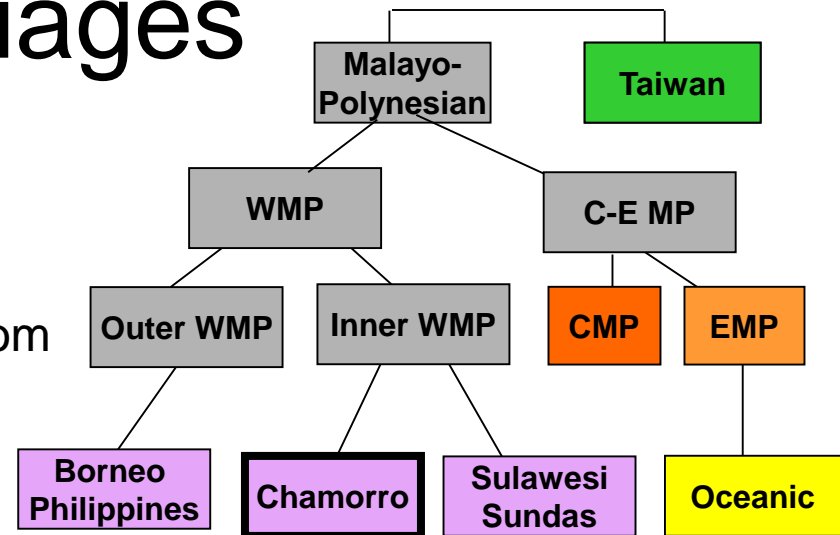 uages
Malayo-
Polynesian
Taiwan
WMP
C-E MP
om
Outer WMP
Inner WMP
CMP
EMP
Borneo
Philippines
Chamorro
Sulawesi
Sundas
Oceanic